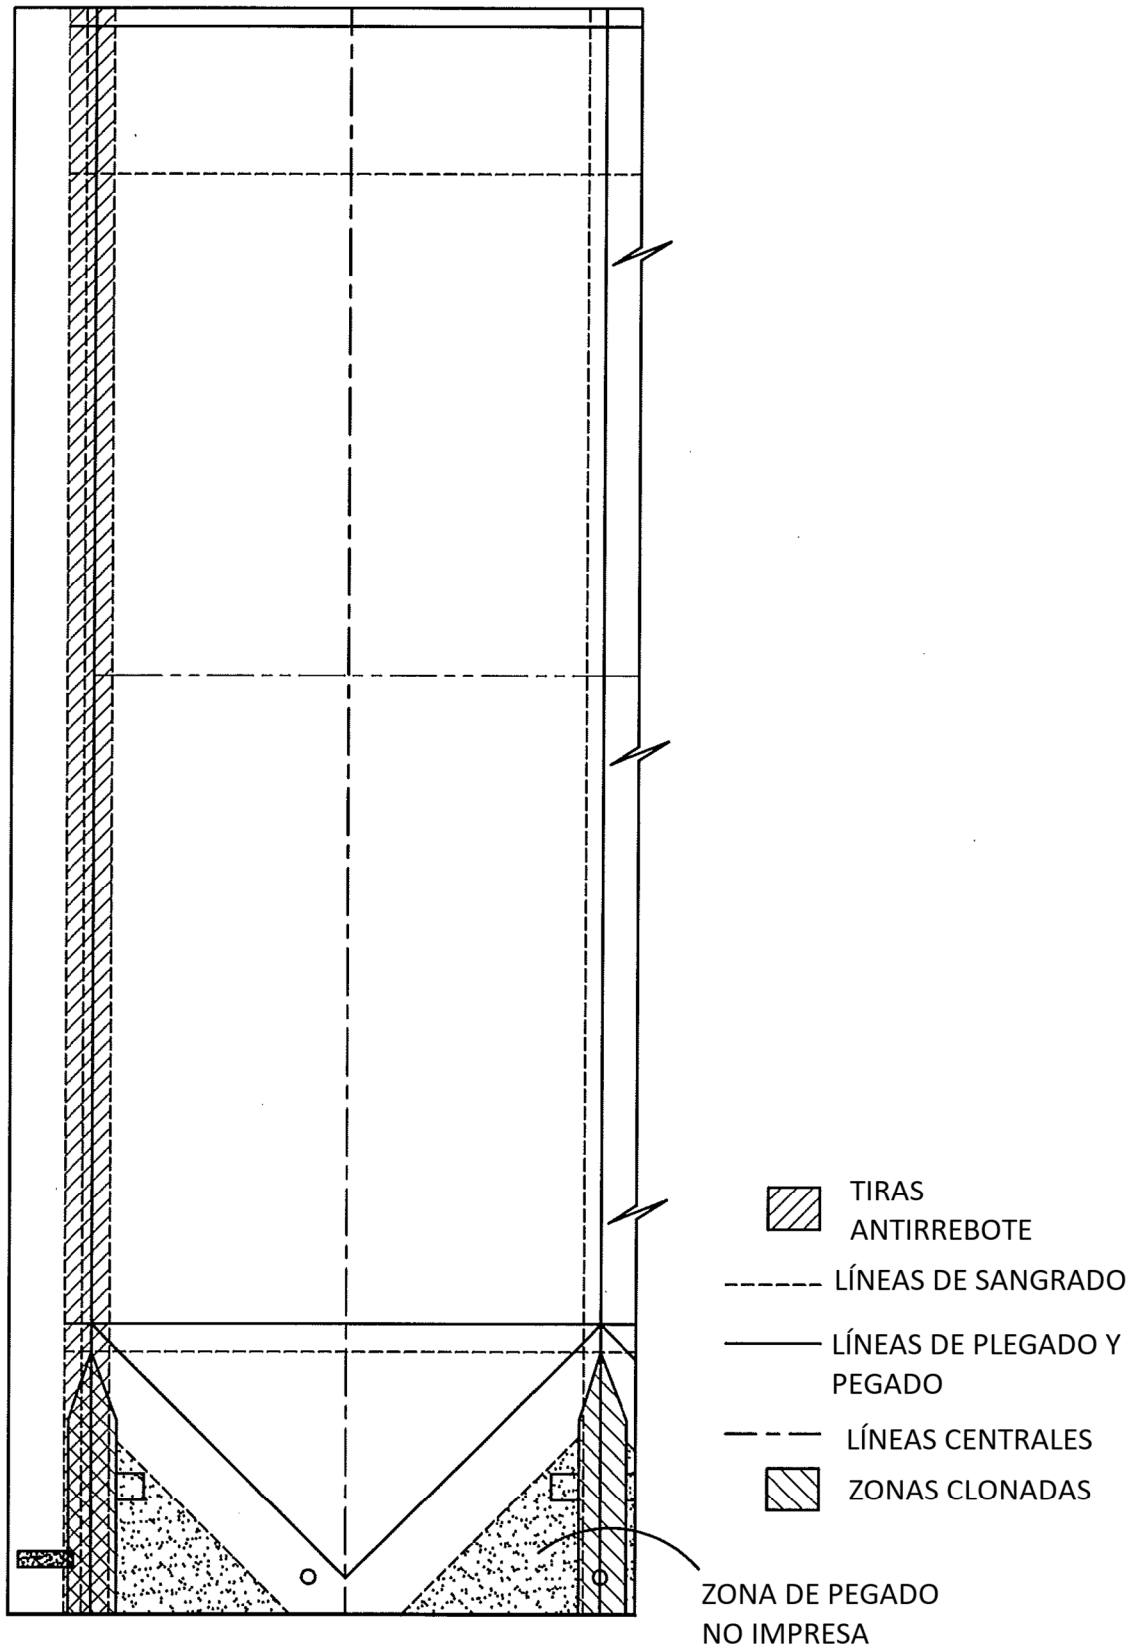 TIRAS
ANTIRREBOTE
LÍNEAS DE SANGRADO
LÍNEAS DE PLEGADO Y
PEGADO
LÍNEAS CENTRALES
ZONAS CLONADAS
ZONA DE PEGADO
NO IMPRESA